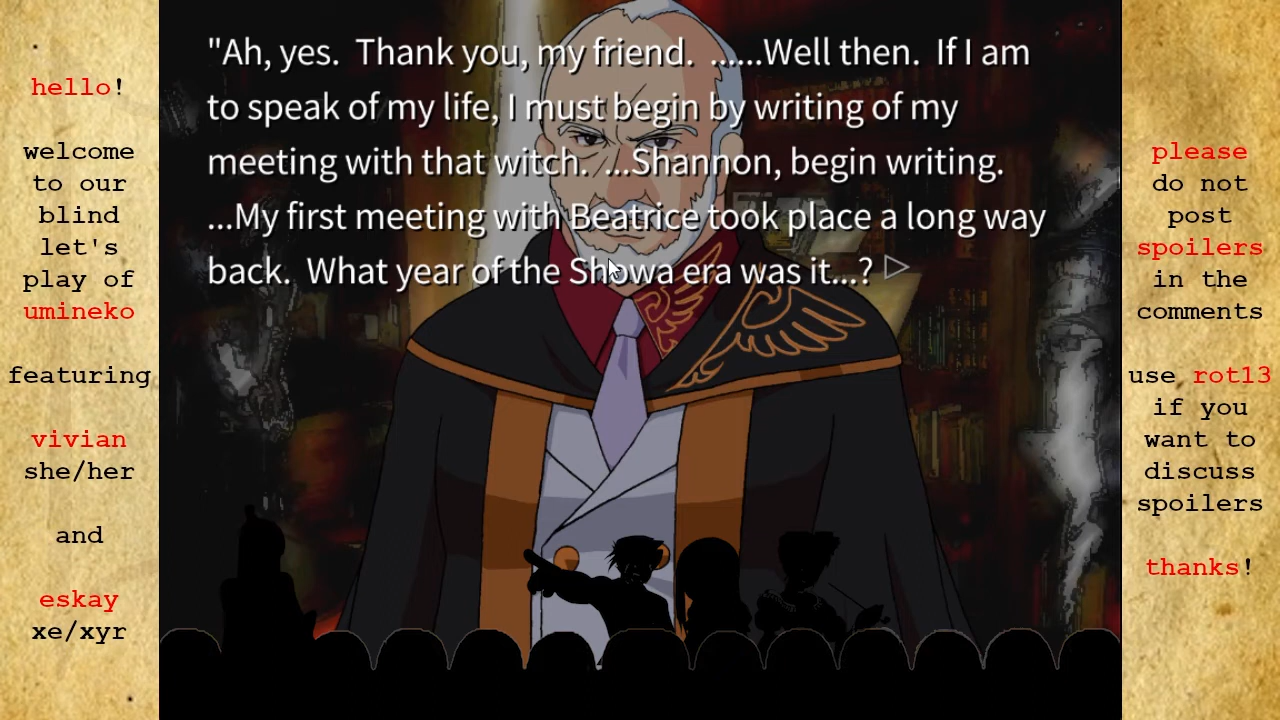 hello!
welcome
to our
blind
let's
play of
umineko
featuring
vivian
she/her
and
eskay
xe/xyr
"Ah, yes.  Thank you, my friend.  ......Well then.  If I am
to speak of my life, I must begin by writing of my
meeting with that witch.  ...Shannon, begin writing.
...My first meeting with Beatrice took place a long way
back.  What year of the Showa era was it...?
please
do not
post
spoilers
in the
comments
use rot13
if you
want to
discuss
spoilers
thanks!